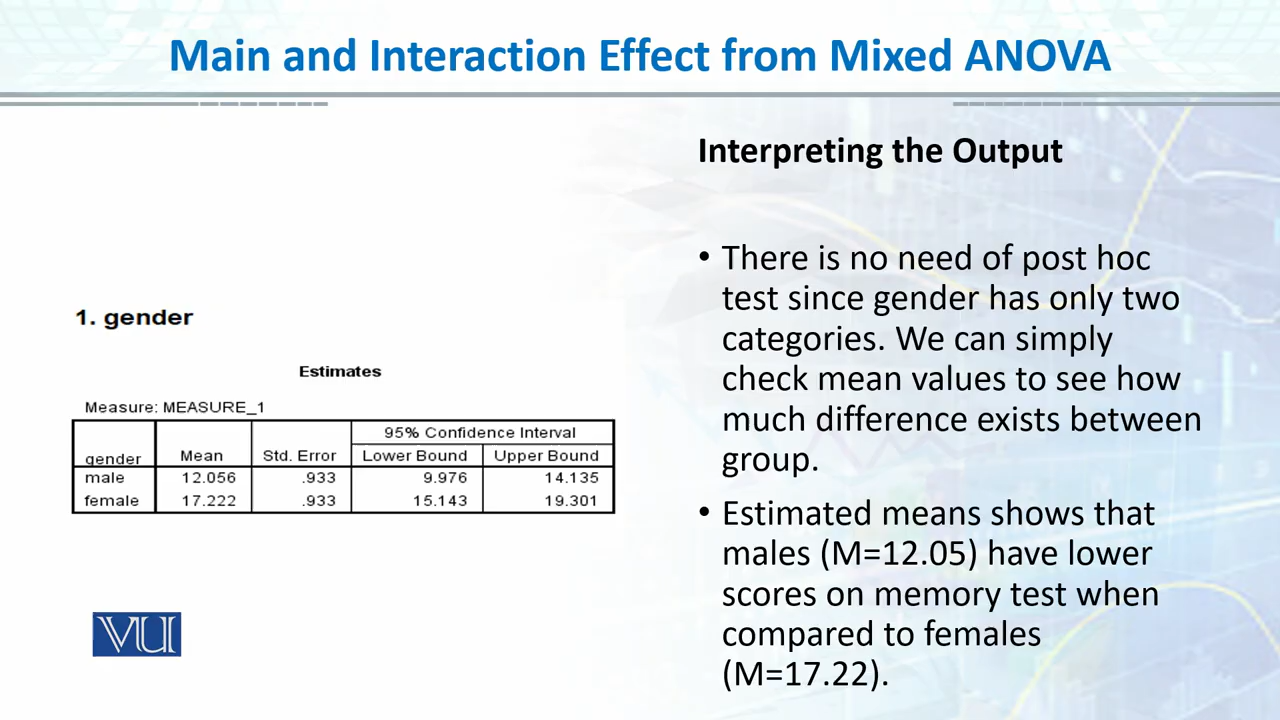 Main and Interaction Effect from Mixed ANOVA
Interpreting the Output
• There is no need of post hoc
test since gender has only two
categories. We can simply
check mean values to see how
much difference exists between
group.
• Estimated means shows that
males (M=12.05) have lower
scores on memory test when
compared to females
(M=17.22).
1. gender
Estimates
Measure: MEASURE_1
95% Confidence Interval
gender Mean Std. Error Lower Bound Upper Bound
male 12.056 .933 9.976 14.135
female 17.222 .933 15.143 19.301
VU